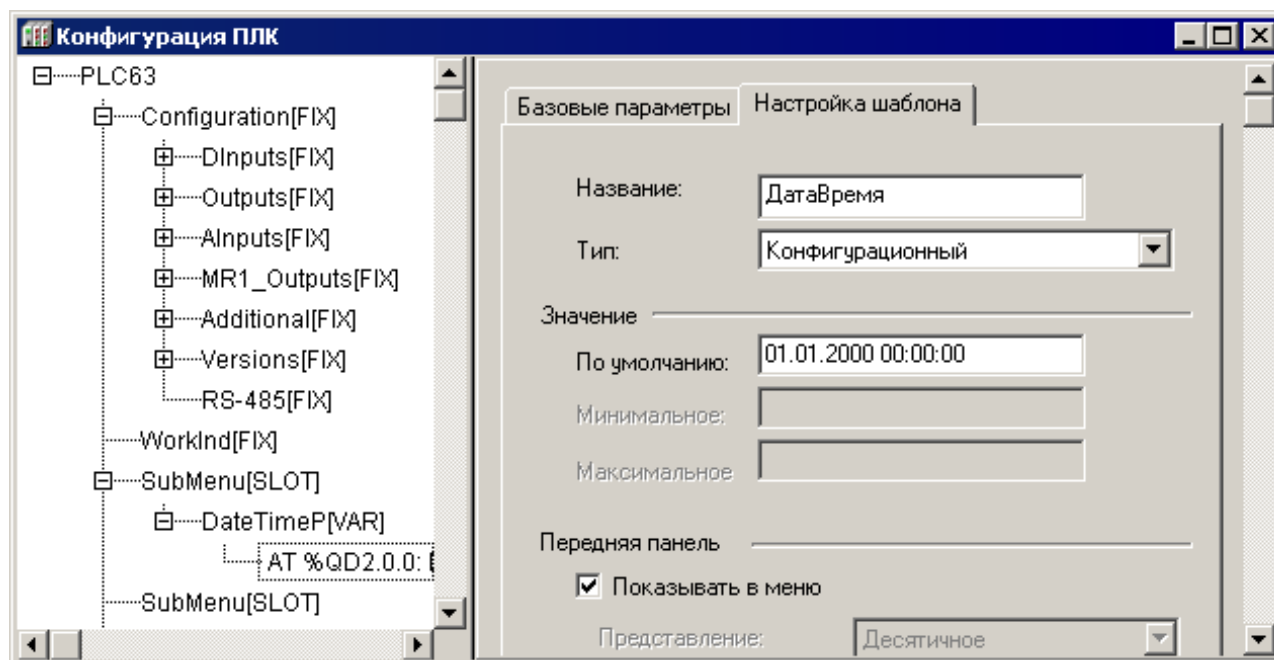 Конфигурация ПЛК
PLC63
Configuration[FIX]
DInputs[FIX]
Outputs[FIX]
AInputs[FIX]
MR1_Outputs[FIX]
Additional[FIX]
Versions[FIX]
RS-485[FIX]
WorkInd[FIX]
SubMenu[SLOT]
DateTimeP[VAR]
AT %QD2.0.0:
SubMenu[SLOT]
Базовые параметры Настройка шаблона
Название: ДатаВремя
Тип: Конфигурационный
Значение
По умолчанию: 01.01.2000 00:00:00
Минимальное:
Максимальное
Передняя панель
Показывать в меню
Представление: Десятичное